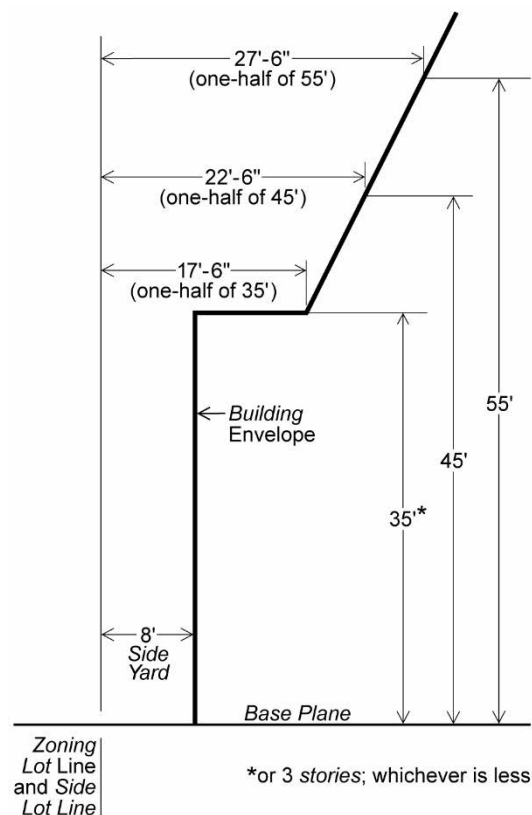 27'-6"
(one-half of 55')
22'-6"
(one-half of 45')
17'-6"
(one-half of 35')
Building
Envelope
55'
45'
35'*
8'
Side
Yard
Base Plane
Zoning
Lot Line
and Side
Lot Line
*or 3 stories; whichever is less